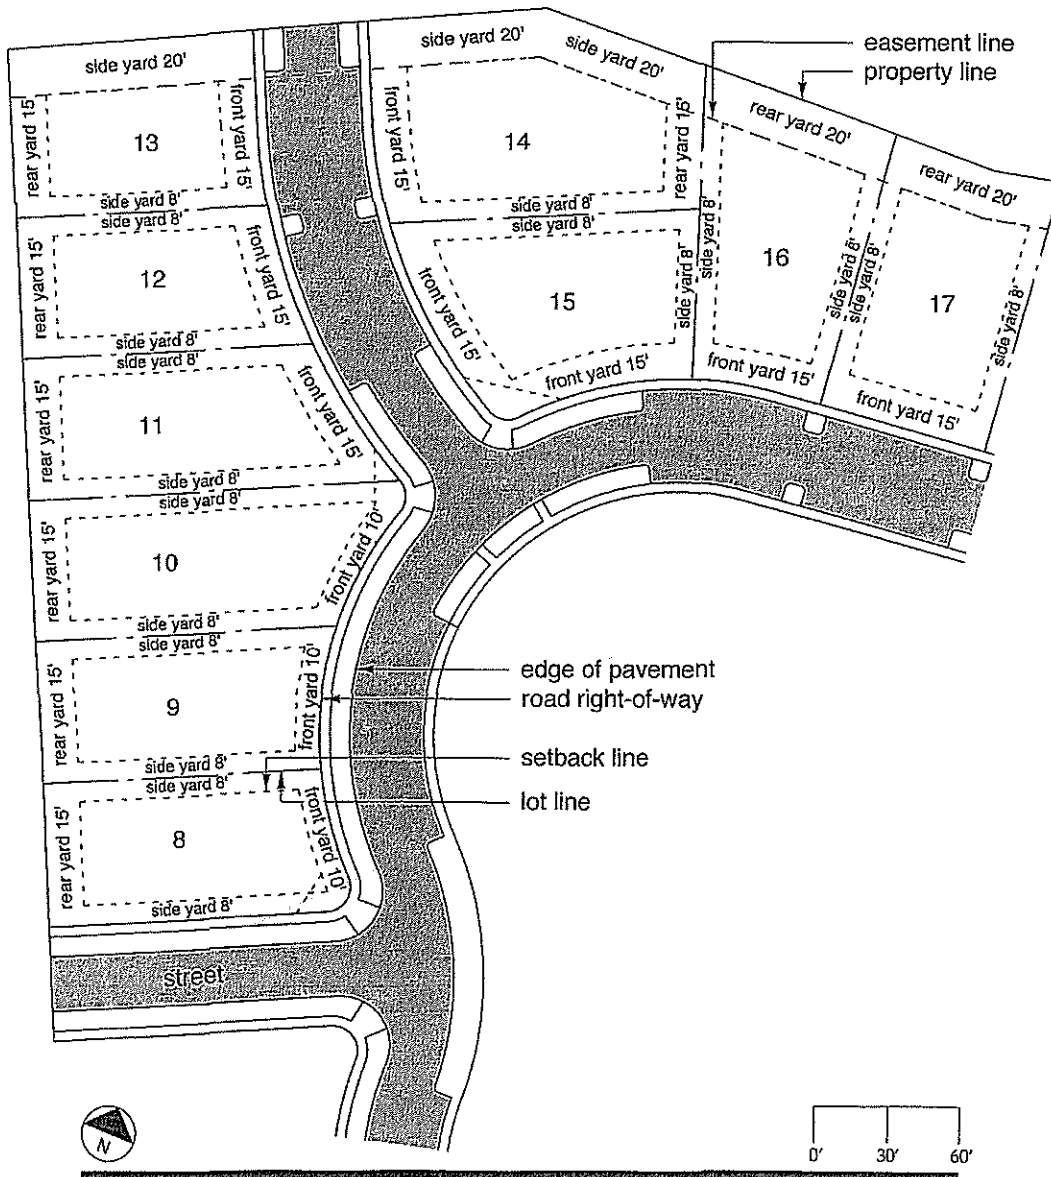 side yard 20'
side yard 20'
side yard 20'
easement line
property line
rear yard 15'
13
front yard 15'
side yard 8'
front yard 15'
14
rear yard 15'
side yard 8'
rear yard 20'
rear yard 20'
side yard 8'
rear yard 15'
12
front yard 15'
side yard 8'
side yard 8'
front yard 15'
15
side yard 8'
front yard 15'
side yard 8'
16
side yard 8'
front yard 15'
side yard 8'
17
side yard 8'
front yard 15'
side yard 8'
rear yard 15'
11
front yard 15'
side yard 8'
side yard 8'
rear yard 15'
10
front yard 10'
side yard 8'
side yard 8'
rear yard 15'
9
front yard 10'
side yard 8'
edge of pavement
road right-of-way
setback line
lot line
side yard 8'
rear yard 15'
8
front yard 10'
side yard 8'
street
N
0' 30' 60'